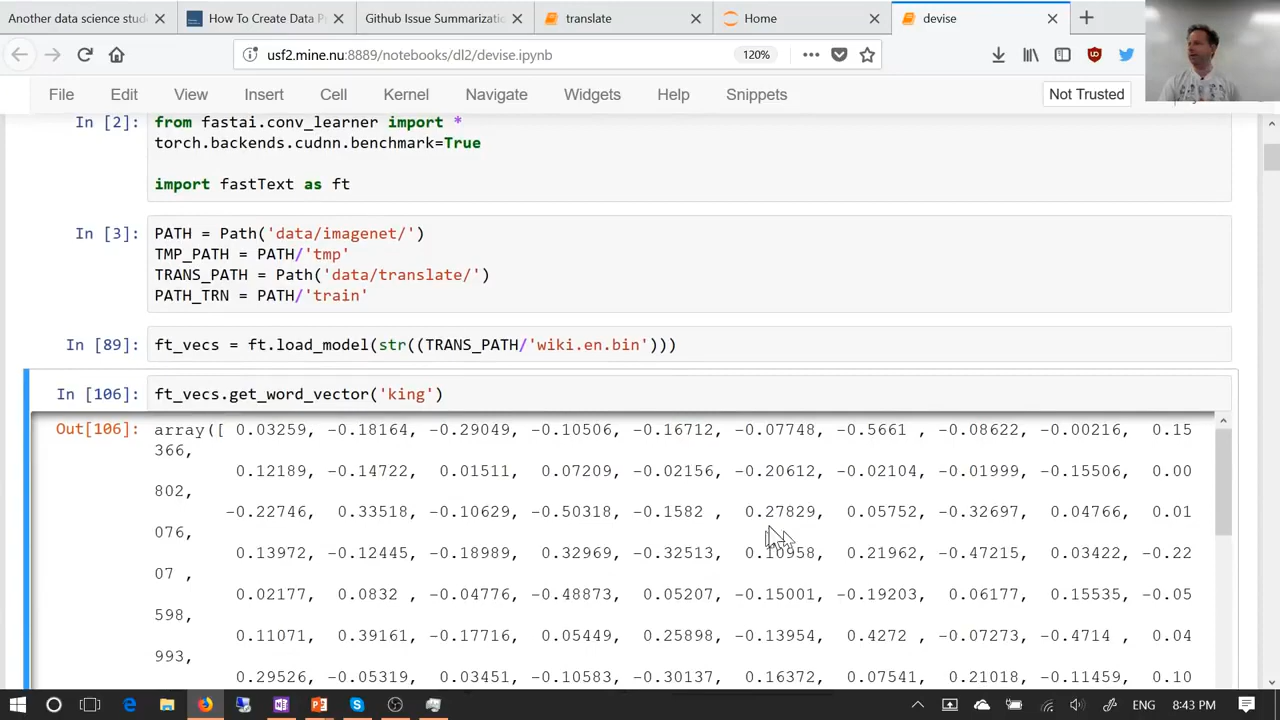 Another data science stud
How To Create Data P
Github Issue Summarizati
translate
Home
devise
usf2.mine.nu:8889/notebooks/dl2/devise.ipynb
120%
File Edit View Insert Cell Kernel Navigate Widgets Help Snippets
Not Trusted
In [2]: from fastai.conv_learner import *
torch.backends.cudnn.benchmark=True
import fastText as ft
In [3]: PATH = Path('data/imagenet/')
TMP_PATH = PATH/'tmp'
TRANS_PATH = Path('data/translate/')
PATH_TRN = PATH/'train'
In [89]: ft_vecs = ft.load_model(str((TRANS_PATH/'wiki.en.bin')))
In [106]: ft_vecs.get_word_vector('king')
Out[106]: array([ 0.03259, -0.18164, -0.29049, -0.10506, -0.16712, -0.07748, -0.5661 , -0.08622, -0.00216, 0.15
366,
0.12189, -0.14722, 0.01511, 0.07209, -0.02156, -0.20612, -0.02104, -0.01999, -0.15506, 0.00
802,
-0.22746, 0.33518, -0.10629, -0.50318, -0.1582 , 0.27829, 0.05752, -0.32697, 0.04766, 0.01
076,
0.13972, -0.12445, -0.18989, 0.32969, -0.32513, 0.10958, 0.21962, -0.47215, 0.03422, -0.22
07 ,
0.02177, 0.0832 , -0.04776, -0.48873, 0.05207, -0.15001, -0.19203, 0.06177, 0.15535, -0.05
598,
0.11071, 0.39161, -0.17716, 0.05449, 0.25898, -0.13954, 0.4272 , -0.07273, -0.4714 , 0.04
993,
0.29526, -0.05319, 0.03451, -0.10583, -0.30137, 0.16372, 0.07541, 0.21018, -0.11459, 0.10
ENG 8:43 PM